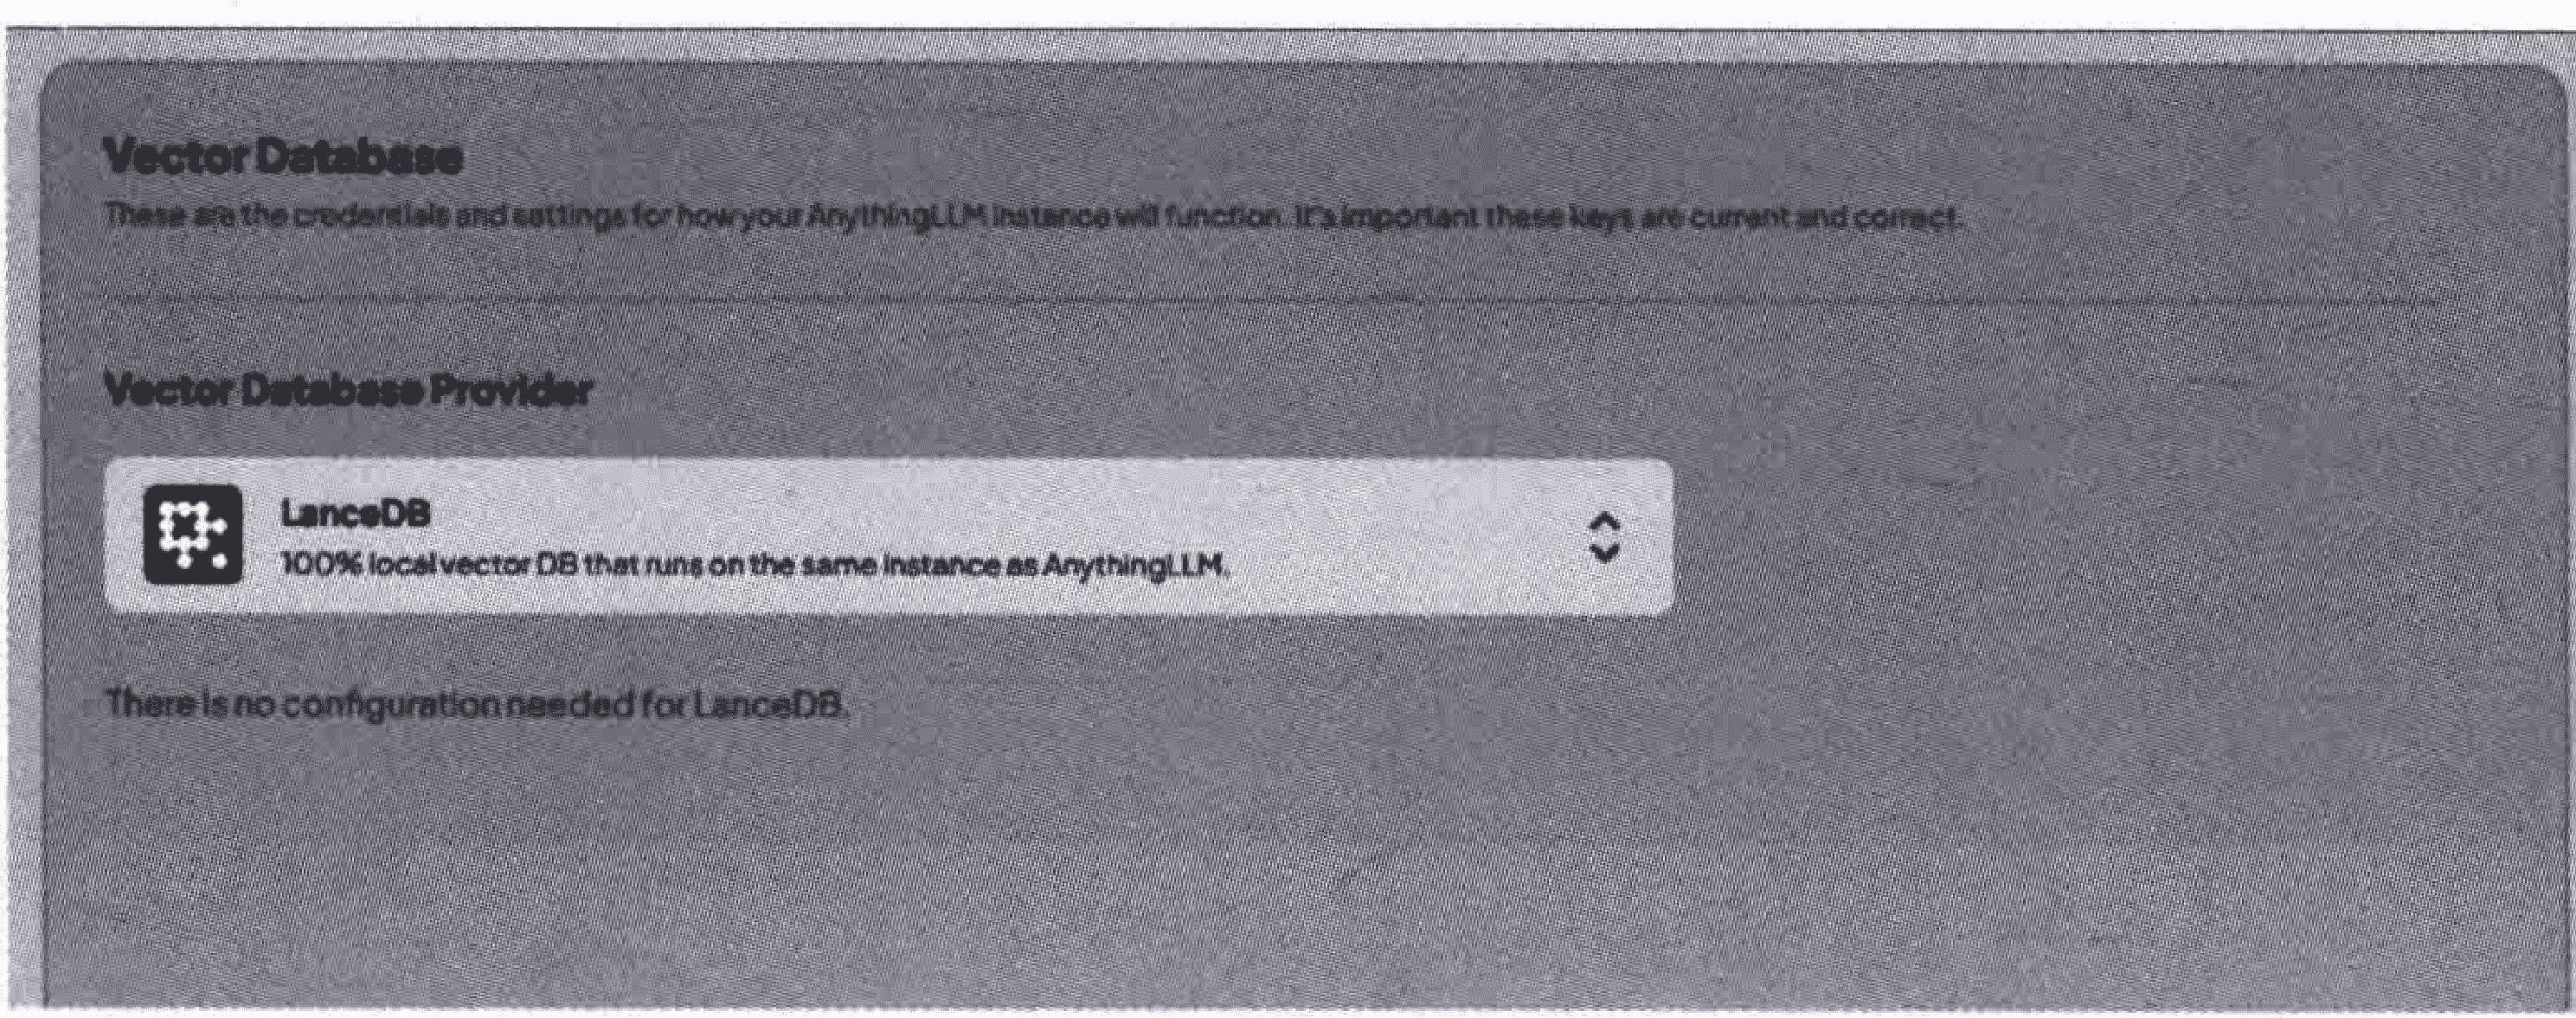 Vector Database
These are the credentials and settings for how your AnythingLLM instance will function. It's important these keys are current and correct.
Vector Database Provider
LanceDB
100% local vector DB that runs on the same instance as AnythingLLM.
There is no configuration needed for LanceDB.